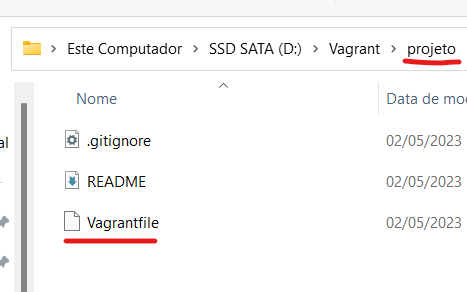 Este Computador > SSD SATA (D:) > Vagrant > projeto
Nome Data de mo
al
.gitignore 02/05/2023
README 02/05/2023
Vagrantfile 02/05/2023